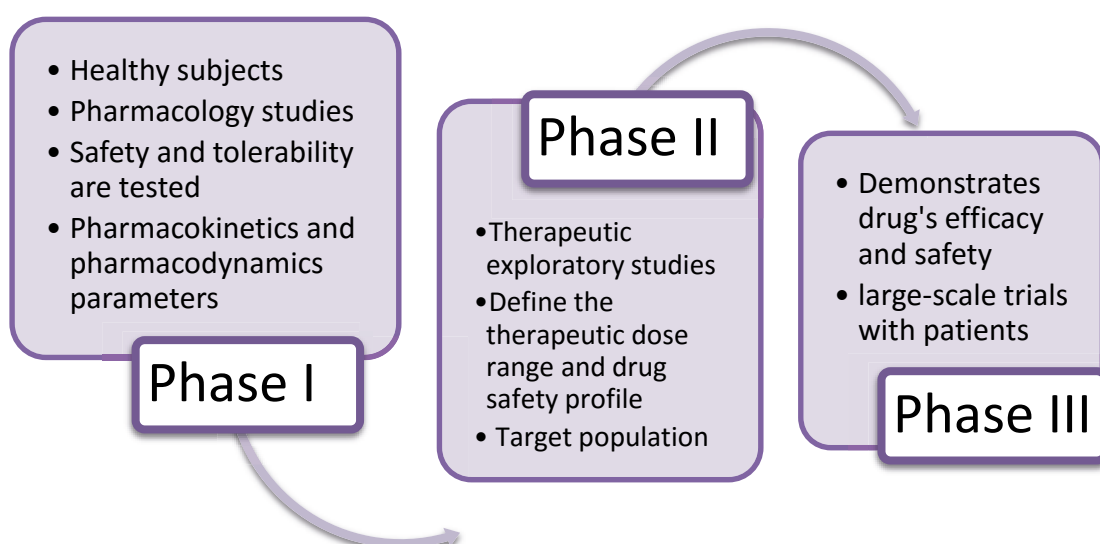 • Healthy subjects
• Pharmacology studies
• Safety and tolerability
are tested
• Pharmacokinetics and
pharmacodynamics
parameters
Phase I
Phase II
•Therapeutic
exploratory studies
•Define the
therapeutic dose
range and drug
safety profile
• Target population
• Demonstrates
drug's efficacy
and safety
• large-scale trials
with patients
Phase III